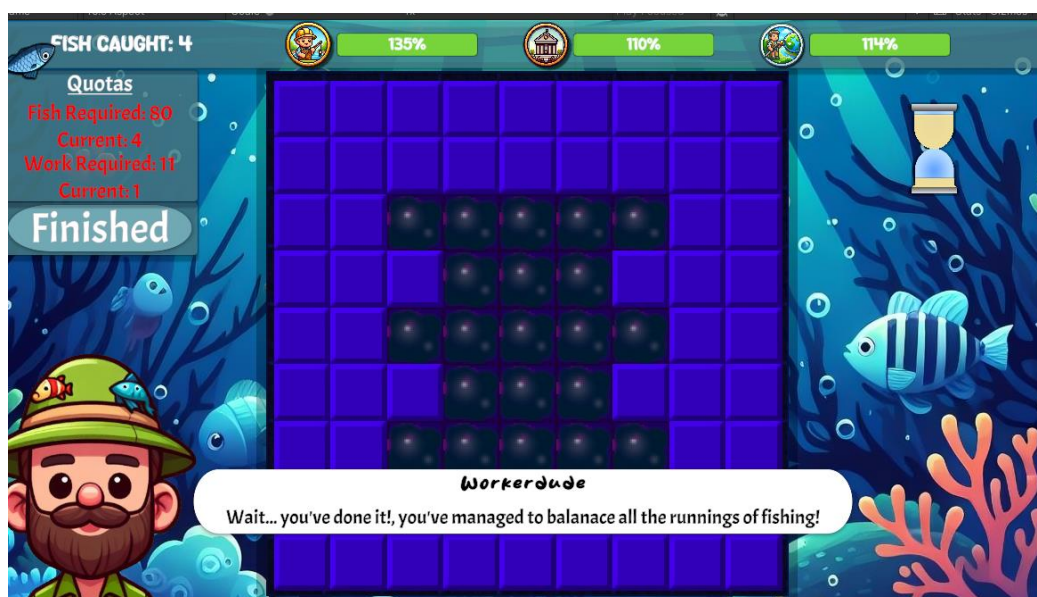 FISH CAUGHT: 4
135%
110%
114%
Quotas
Fish Required: 80
Current: 4
Work Required: 11
Current: 1
Finished
Workerdude
Wait... you've done it!, you've managed to balanace all the runnings of fishing!